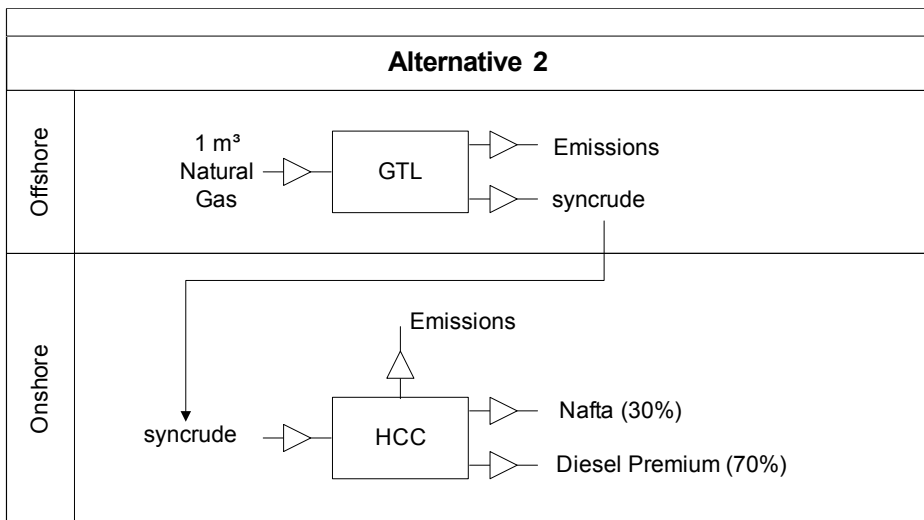 Alternative 2
Offshore
1 m³
Natural
Gas
GTL
Emissions
syncrude
Onshore
Emissions
syncrude
HCC
Nafta (30%)
Diesel Premium (70%)